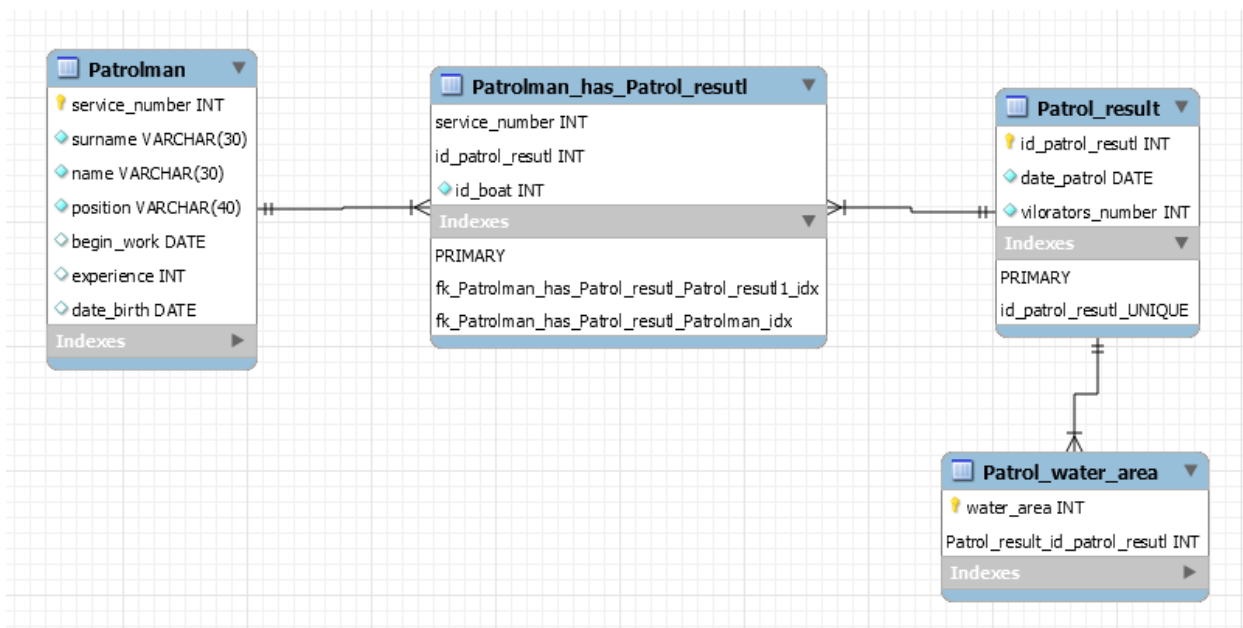 Patrolman
service_number INT
surname VARCHAR(30)
name VARCHAR(30)
position VARCHAR(40)
begin_work DATE
experience INT
date_birth DATE
Indexes
Patrolman_has_Patrol_resutl
service_number INT
id_patrol_resutl INT
id_boat INT
Indexes
PRIMARY
fk_Patrolman_has_Patrol_resutl_Patrol_resutl1_idx
fk_Patrolman_has_Patrol_resutl_Patrolman_idx
Patrol_result
id_patrol_resutl INT
date_patrol DATE
vilorators_number INT
Indexes
PRIMARY
id_patrol_resutl_UNIQUE
Patrol_water_area
water_area INT
Patrol_result_id_patrol_resutl INT
Indexes